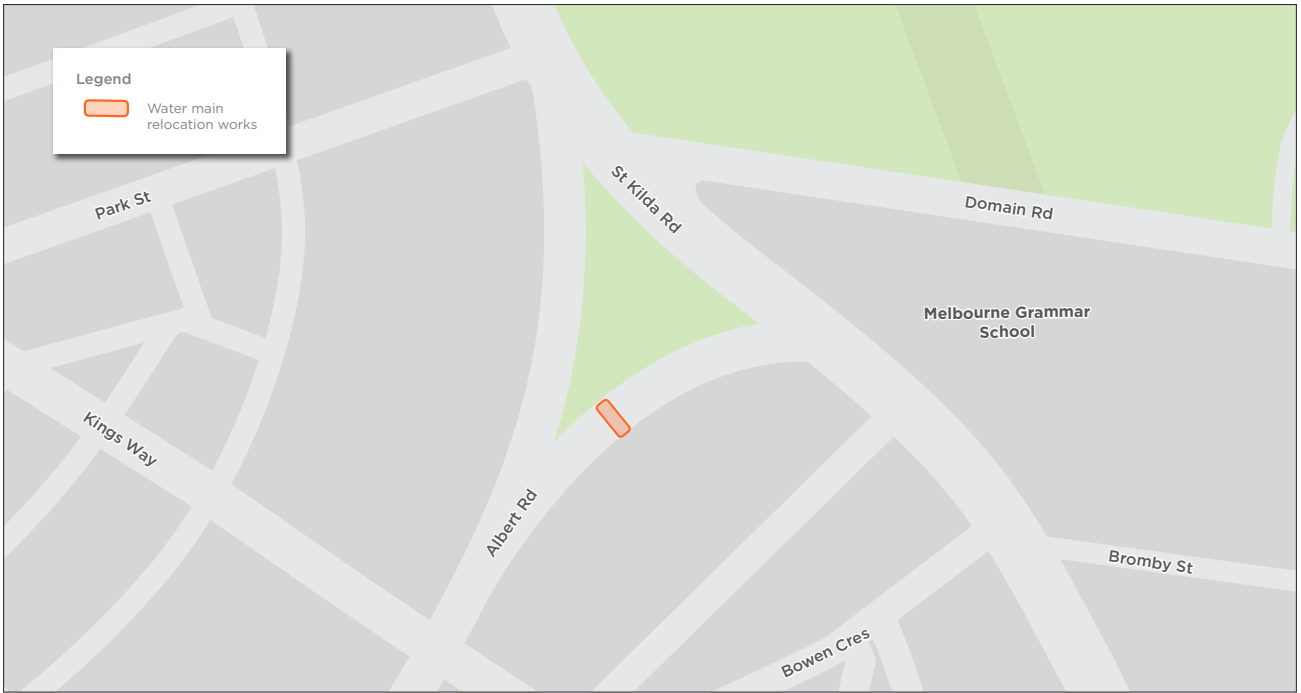 Legend
Water main
relocation works
Park St
St Kilda Rd
Domain Rd
Melbourne Grammar
School
Kings Way
Albert Rd
Bromby St
Bowen Cres